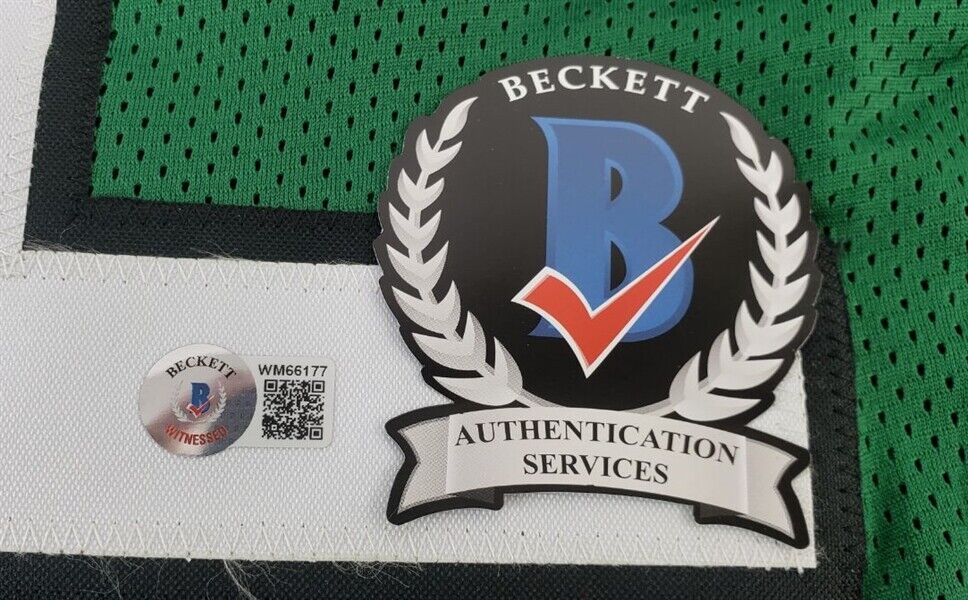 BECKETT
B
AUTHENTICATION
SERVICES
BECKETT
B
WITNESSED
WM66177